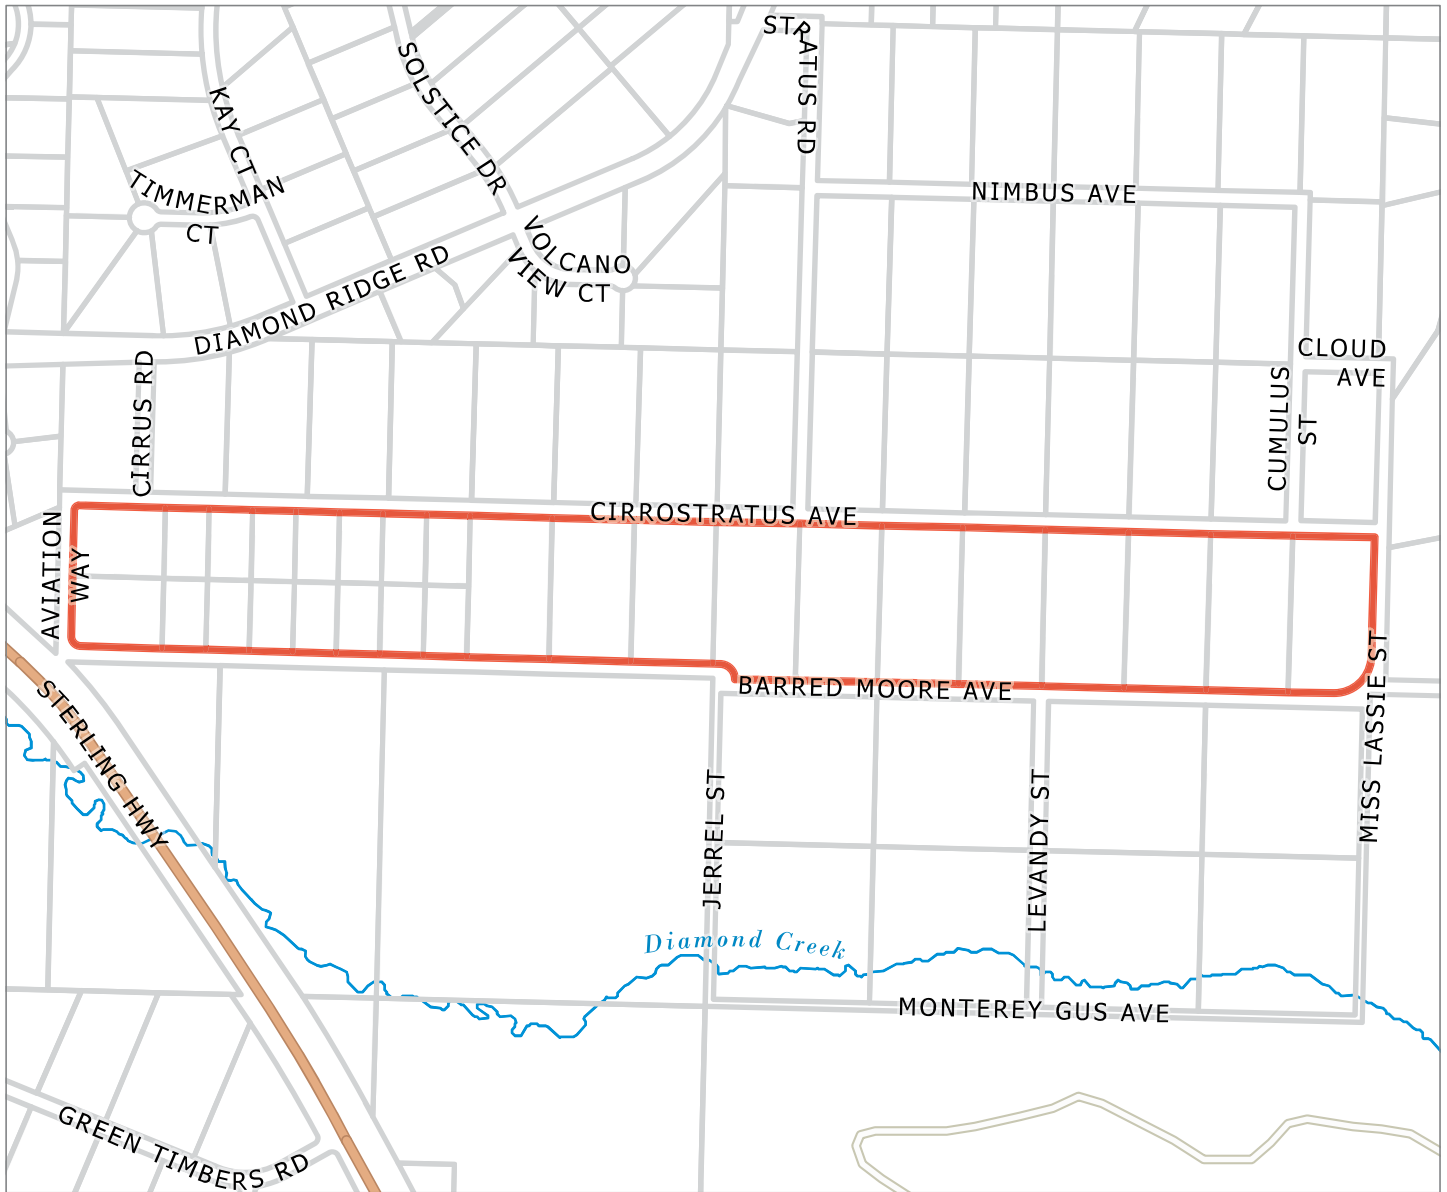 STRATUS RD
SOLSTICE DR
KAY CT
TIMMERMAN
CT
NIMBUS AVE
VOLCANO
VIEW CT
DIAMOND RIDGE RD
CIRRUS RD
CLOUD
AVE
CUMULUS
ST
CIRROSTRATUS AVE
AVIATION
WAY
BARRED MOORE AVE
MISS LASSIE ST
STERLING HWY
JERREL ST
LEVANDY ST
Diamond Creek
MONTEREY GUS AVE
GREEN TIMBERS RD